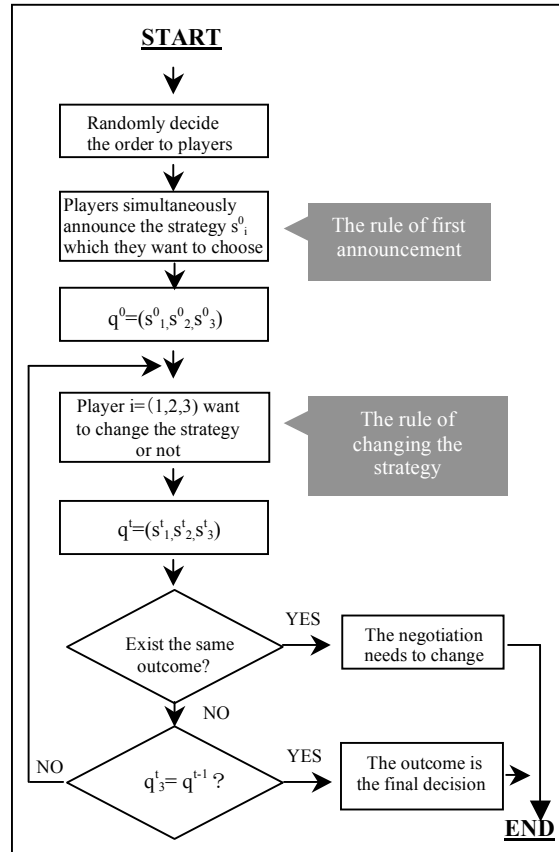 START
Randomly decide
the order to players
Players simultaneously
announce the strategy s⁰ᵢ
which they want to choose
The rule of first
announcement
q⁰=(s⁰₁,s⁰₂,s⁰₃)
Player i=(1,2,3) want
to change the strategy
or not
The rule of
changing the
strategy
qᵗ=(sᵗ₁,sᵗ₂,sᵗ₃)
Exist the same
outcome?
YES
The negotiation
needs to change
NO
qᵗ₃= qᵗ⁻¹ ?
YES
The outcome is
the final decision
NO
END